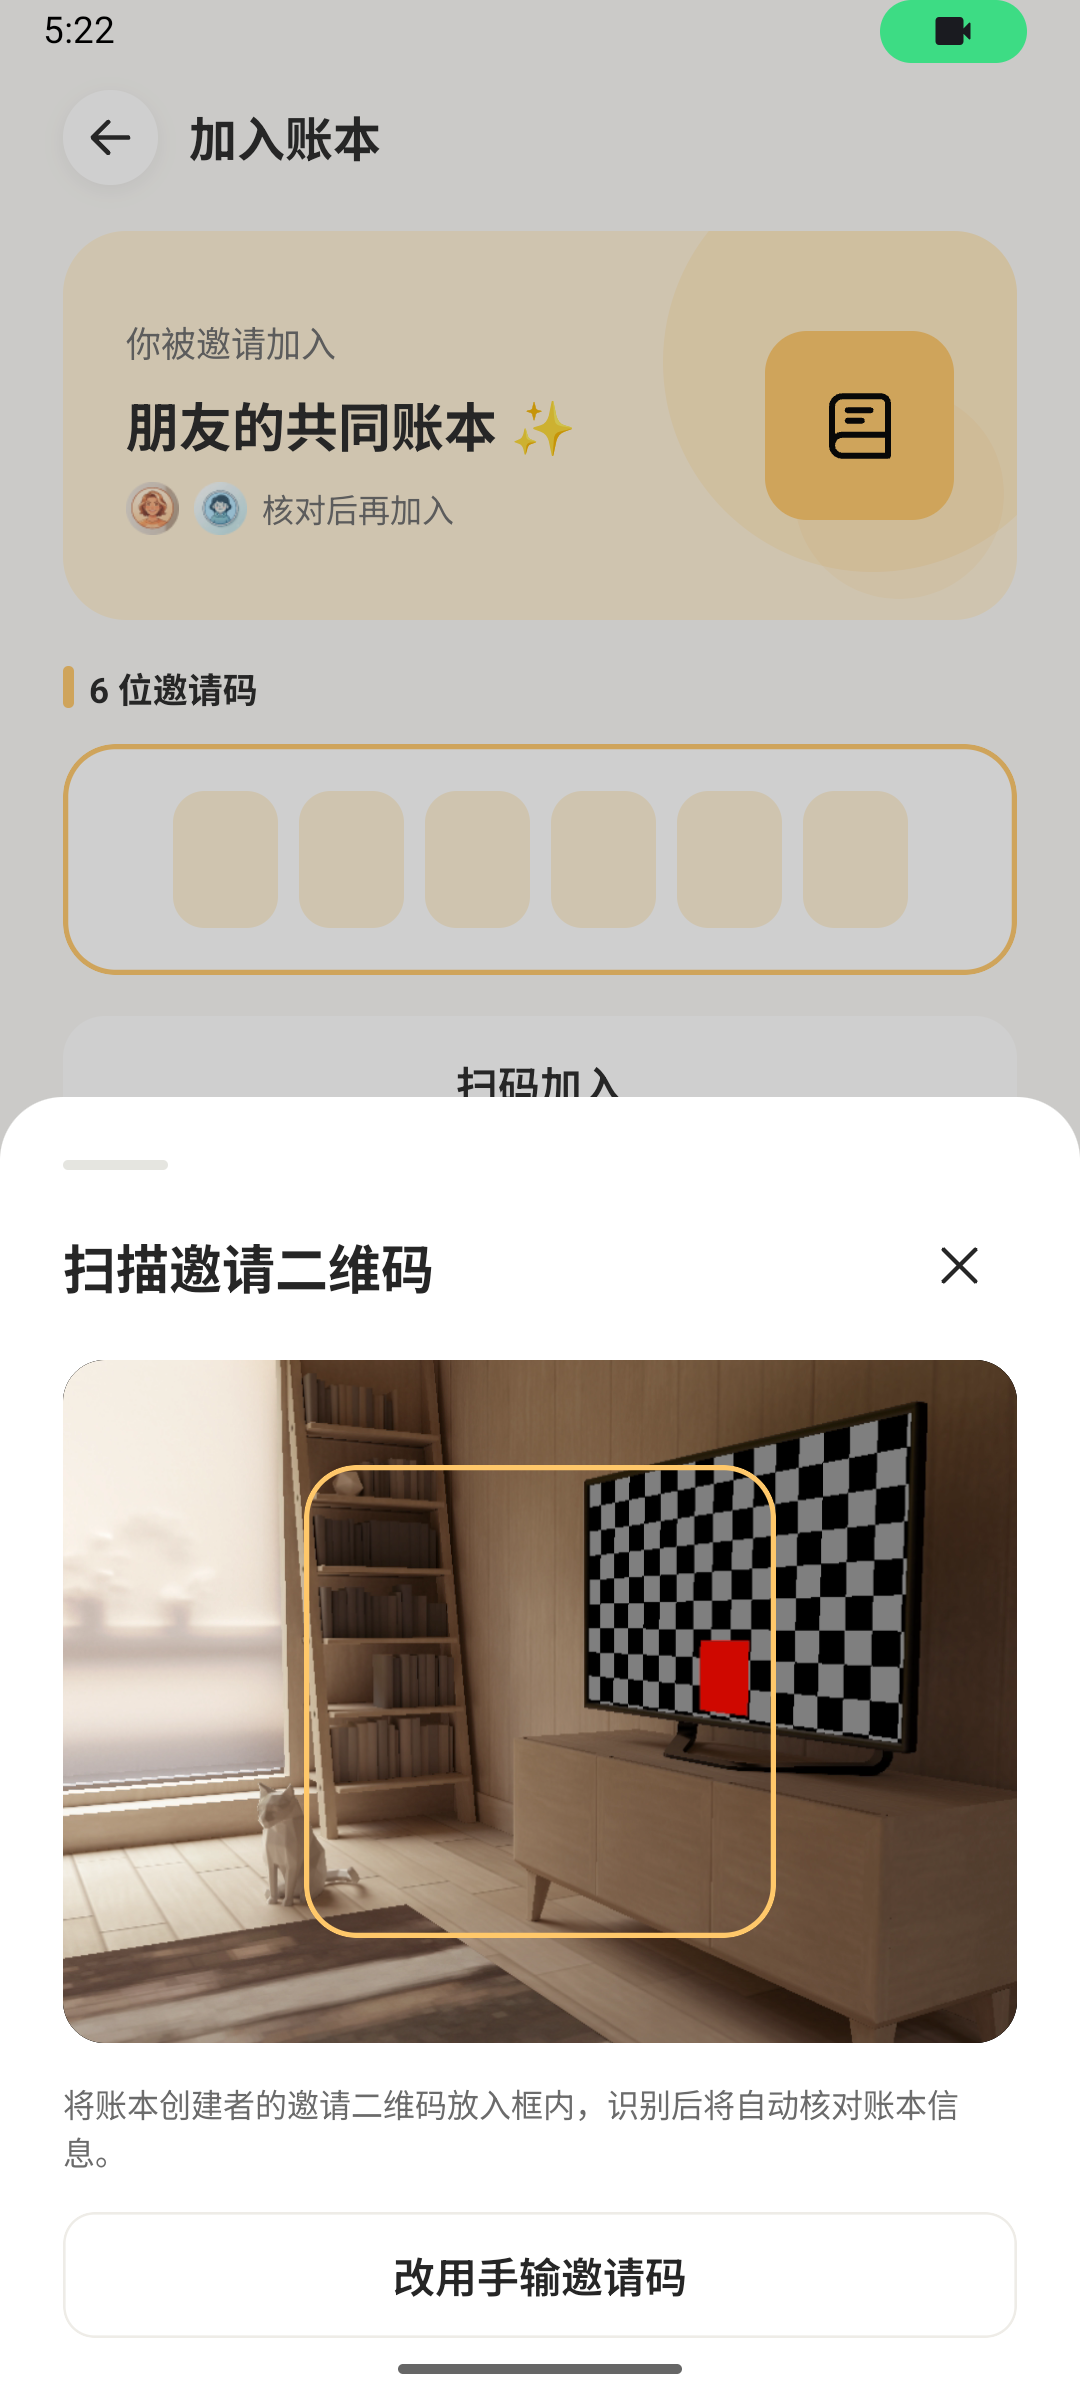 5:22
加入账本
你被邀请加入
朋友的共同账本 ✨
核对后再加入
6 位邀请码
扫码加入
扫描邀请二维码
将账本创建者的邀请二维码放入框内，识别后将自动核对账本信
息。
改用手输邀请码